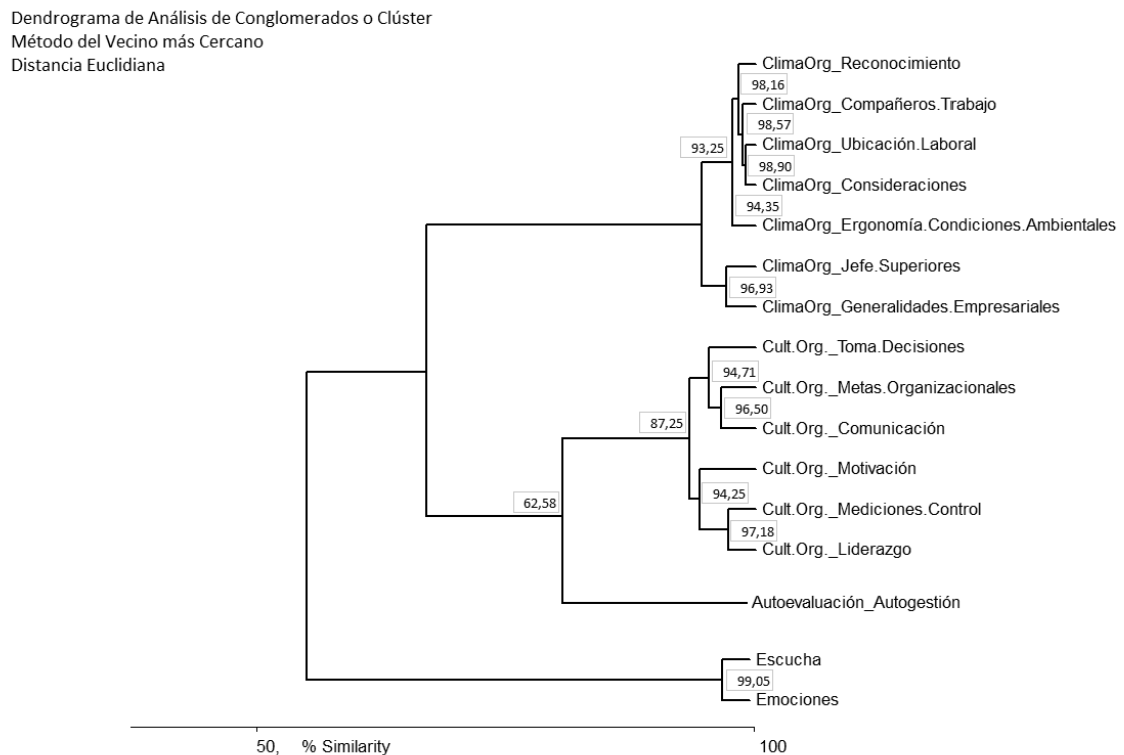 Dendrograma de Análisis de Conglomerados o Clúster
Método del Vecino más Cercano
Distancia Euclidiana
ClimaOrg_Reconocimiento
98,16
ClimaOrg_Compañeros.Trabajo
98,57
93,25
ClimaOrg_Ubicación.Laboral
98,90
ClimaOrg_Consideraciones
94,35
ClimaOrg_Ergonomía.Condiciones.Ambientales
ClimaOrg_Jefe.Superiores
96,93
ClimaOrg_Generalidades.Empresariales
Cult.Org._Toma.Decisiones
94,71
Cult.Org._Metas.Organizacionales
96,50
87,25
Cult.Org._Comunicación
Cult.Org._Motivación
94,25
62,58
Cult.Org._Mediciones.Control
97,18
Cult.Org._Liderazgo
Autoevaluación_Autogestión
Escucha
99,05
Emociones
50, % Similarity 100